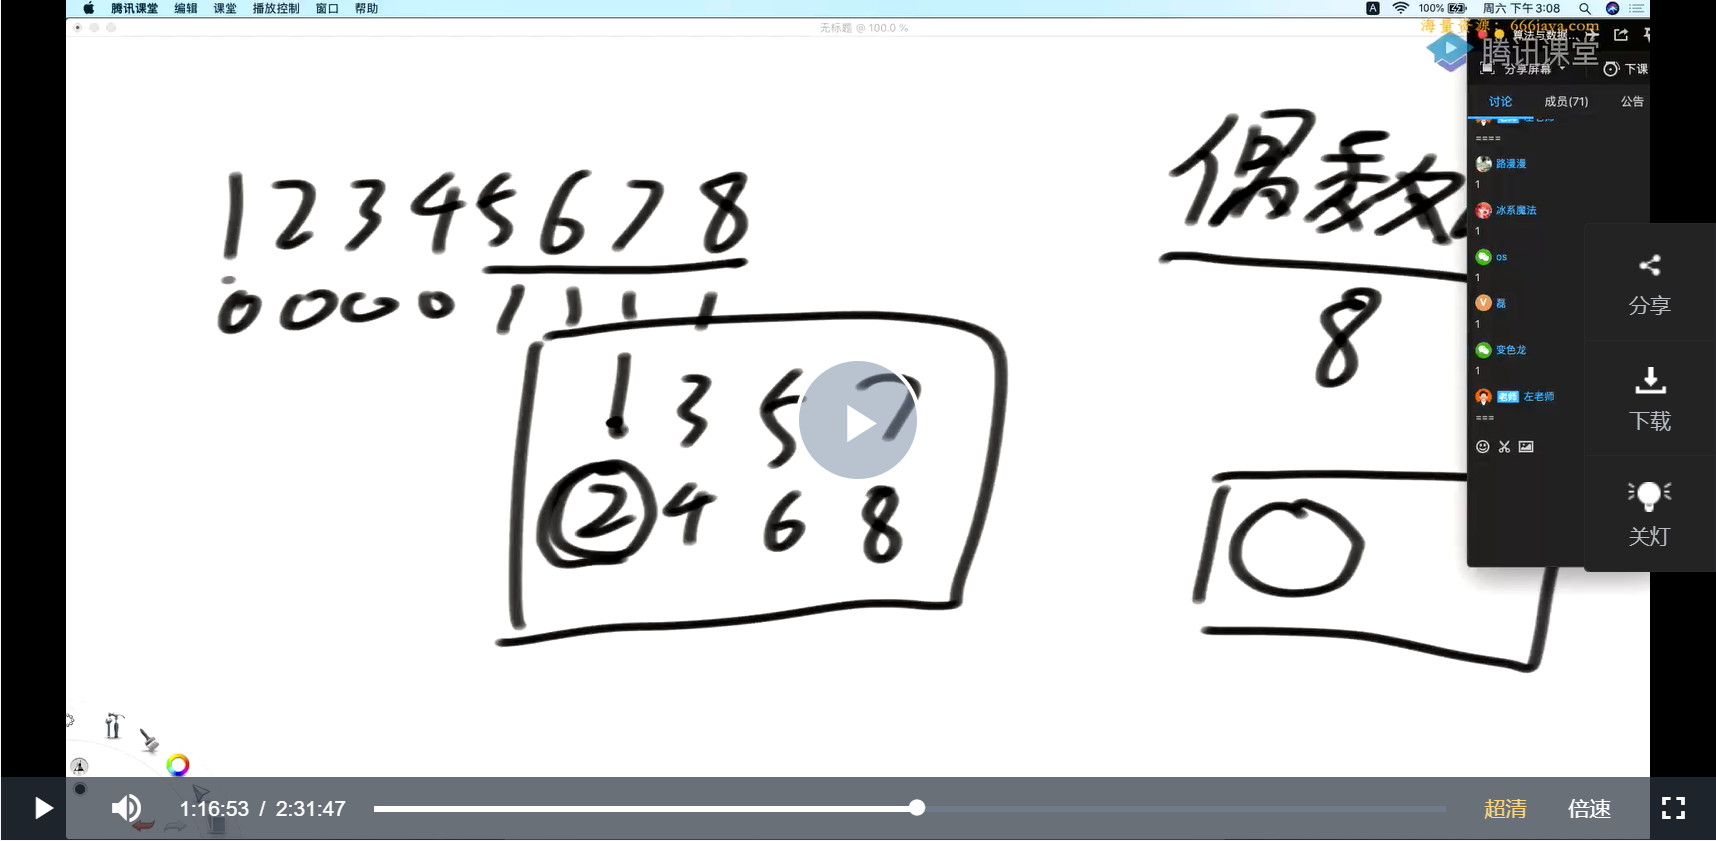 腾讯课堂 编辑 课堂 播放控制 窗口 帮助
A 100% 周六 下午3:08
无标题 @ 100.0 %
海量资源：666java.com
算法与数据...
腾讯课堂
分享屏幕 下课
讨论 成员(71) 公告
====
路漫漫
1
冰系魔法
1
os
1
V 磊
1
变色龙
1
老师 左老师
===
分享
下载
关灯
1 2 3 4 5 6 7 8
0 0 0 0 1 1 1 1
1 3 5 7
2 4 6 8
偶数
8
1:16:53 / 2:31:47
超清 倍速